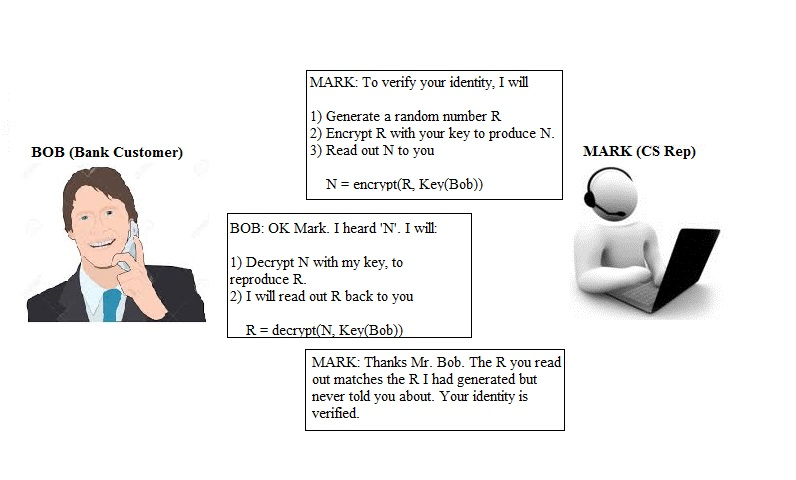 MARK: To verify your identity, I will
1) Generate a random number R
2) Encrypt R with your key to produce N.
3) Read out N to you
N = encrypt(R, Key(Bob))
BOB (Bank Customer)
MARK (CS Rep)
BOB: OK Mark. I heard 'N'. I will:
1) Decrypt N with my key, to
reproduce R.
2) I will read out R back to you
R = decrypt(N, Key(Bob))
MARK: Thanks Mr. Bob. The R you read
out matches the R I had generated but
never told you about. Your identity is
verified.